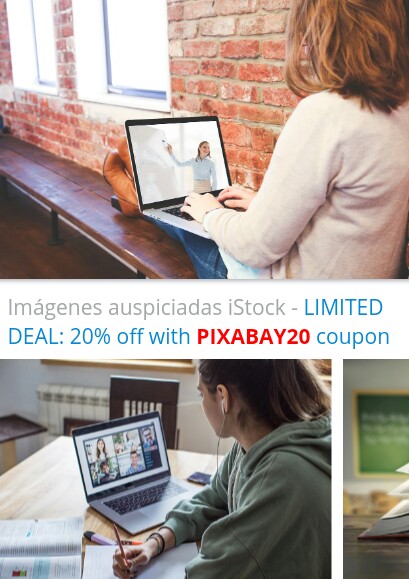 Imágenes auspiciadas iStock - LIMITED
DEAL: 20% off with PIXABAY20 coupon